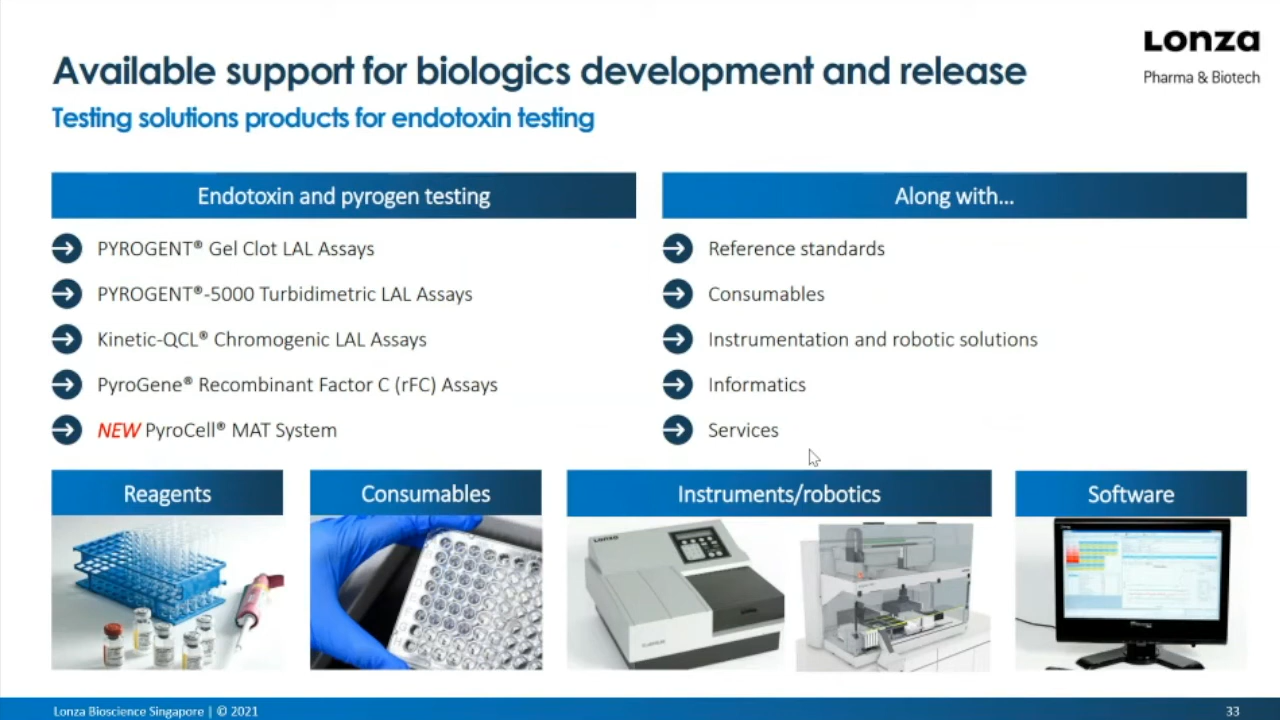 Lonza
Pharma & Biotech
Available support for biologics development and release
Testing solutions products for endotoxin testing
Endotoxin and pyrogen testing
PYROGENT® Gel Clot LAL Assays
PYROGENT®-5000 Turbidimetric LAL Assays
Kinetic-QCL® Chromogenic LAL Assays
PyroGene® Recombinant Factor C (rFC) Assays
NEW PyroCell® MAT System
Along with...
Reference standards
Consumables
Instrumentation and robotic solutions
Informatics
Services
Reagents
Consumables
Instruments/robotics
Software
Lonza
Lonza Bioscience Singapore | © 2021
33